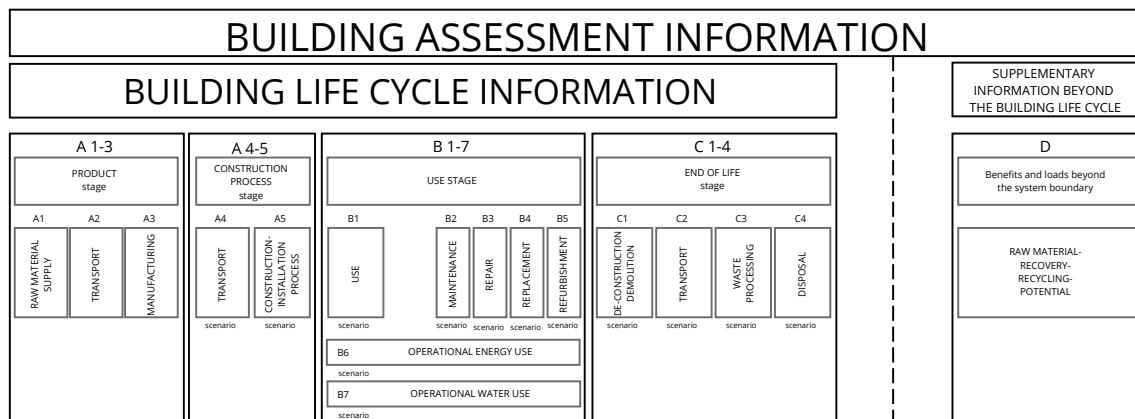 BUILDING ASSESSMENT INFORMATION
BUILDING LIFE CYCLE INFORMATION
SUPPLEMENTARY
INFORMATION BEYOND
THE BUILDING LIFE CYCLE
A 1-3
PRODUCT
stage
A1
A2
A3
RAW MATERIAL
SUPPLY
TRANSPORT
MANUFACTURING
A 4-5
CONSTRUCTION
PROCESS
stage
A4
A5
TRANSPORT
CONSTRUCTION-
INSTALLATION
PROCESS
scenario
scenario
B 1-7
USE STAGE
B1
B2
B3
B4
B5
USE
MAINTENANCE
REPAIR
REPLACEMENT
REFURBISHMENT
scenario
scenario
scenario
scenario
scenario
B6
OPERATIONAL ENERGY USE
scenario
B7
OPERATIONAL WATER USE
scenario
C 1-4
END OF LIFE
stage
C1
C2
C3
C4
DE-CONSTRUCTION
DEMOLITION
TRANSPORT
WASTE
PROCESSING
DISPOSAL
scenario
scenario
scenario
scenario
D
Benefits and loads beyond
the system boundary
RAW MATERIAL-
RECOVERY-
RECYCLING-
POTENTIAL